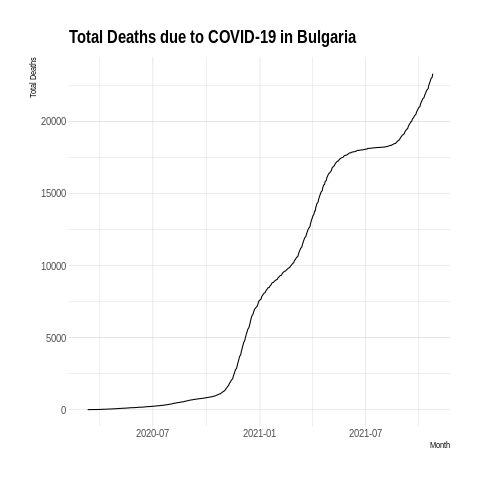 Total Deaths due to COVID-19 in Bulgaria
Total Deaths
20000
15000
10000
5000
0
2020-07 2021-01 2021-07
Month